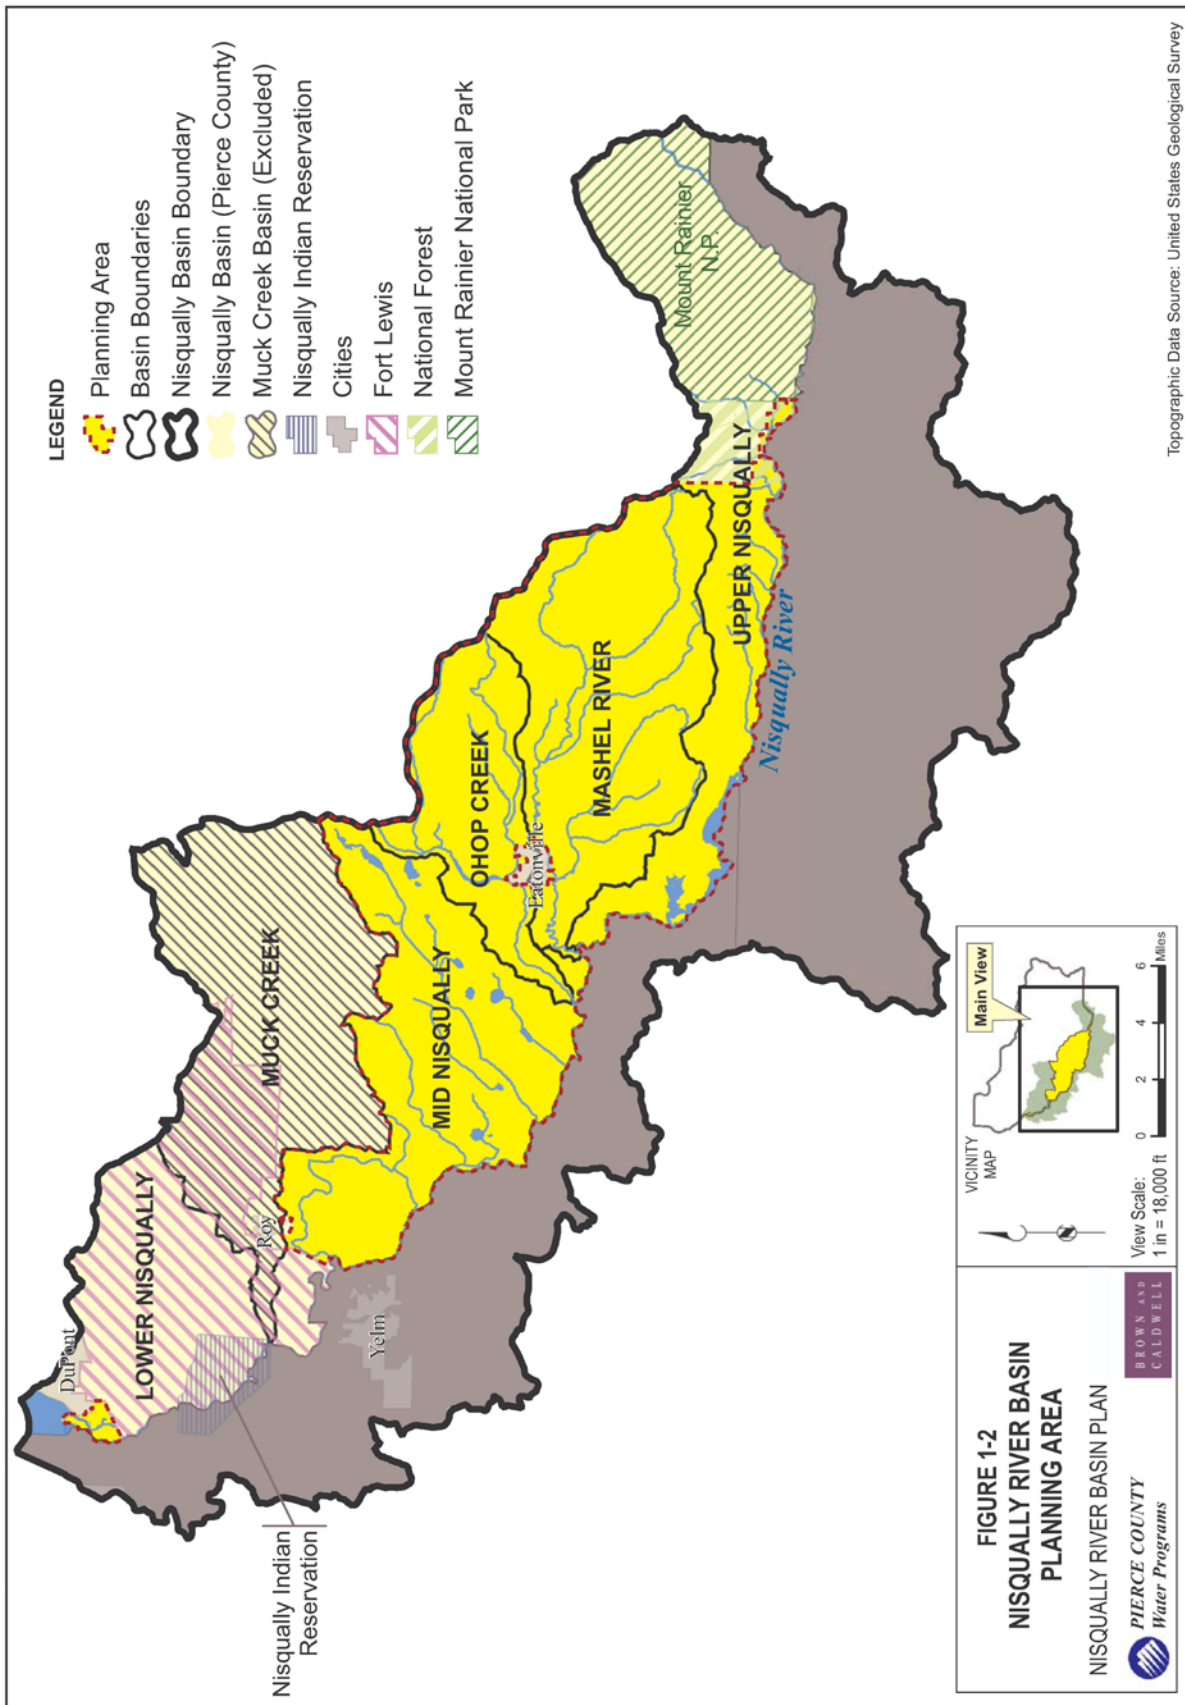 LEGEND
Planning Area
Basin Boundaries
Nisqually Basin Boundary
Nisqually Basin (Pierce County)
Muck Creek Basin (Excluded)
Nisqually Indian Reservation
Cities
Fort Lewis
National Forest
Mount Rainier National Park
DuPont
LOWER NISQUALLY
Roy
MUCK CREEK
Yelm
Nisqually Indian
Reservation
MID NISQUALLY
OHOP CREEK
Eatonville
MASHEL RIVER
UPPER NISQUALLY
Nisqually River
Mount Rainier
N.P.
FIGURE 1-2
NISQUALLY RIVER BASIN
PLANNING AREA
NISQUALLY RIVER BASIN PLAN
PIERCE COUNTY
Water Programs
BROWN AND
CALDWELL
VICINITY
MAP
Main View
N
View Scale:
1 in = 18,000 ft
0 2 4 6
Miles
Topographic Data Source: United States Geological Survey